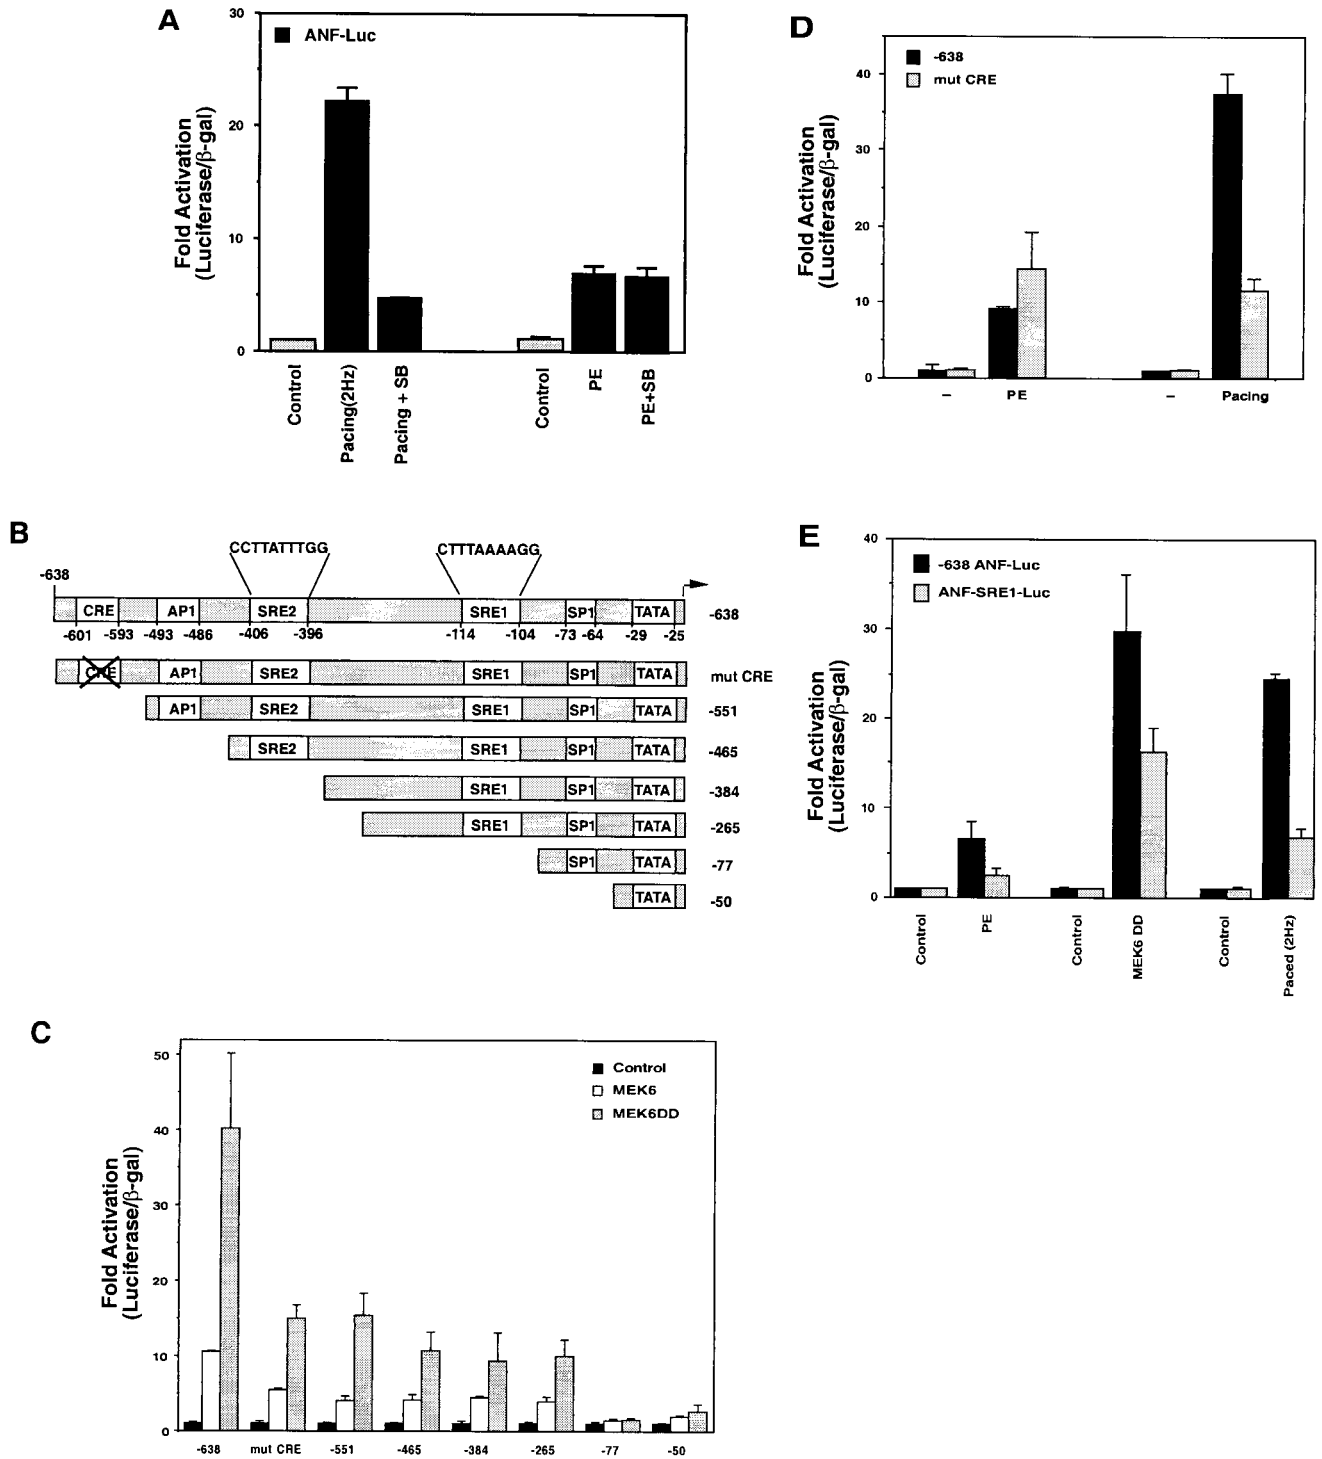 A
ANF-Luc
Fold Activation
(Luciferase/β-gal)
30
20
10
0
Control
Pacing(2Hz)
Pacing + SB
Control
PE
PE+SB
D
-638
mut CRE
Fold Activation
(Luciferase/β-gal)
40
30
20
10
0
–
PE
–
Pacing
B
CCTTATTTGG
CTTTAAAAGG
-638
CRE
AP1
SRE2
SRE1
SP1
TATA
-638
-601
-593
-493
-486
-406
-396
-114
-104
-73
-64
-29
-25
CRE
AP1
SRE2
SRE1
SP1
TATA
mut CRE
AP1
SRE2
SRE1
SP1
TATA
-551
SRE2
SRE1
SP1
TATA
-465
SRE1
SP1
TATA
-384
SRE1
SP1
TATA
-265
SP1
TATA
-77
TATA
-50
E
-638 ANF-Luc
ANF-SRE1-Luc
Fold Activation
(Luciferase/β-gal)
40
30
20
10
0
Control
PE
Control
MEK6 DD
Control
Paced (2Hz)
C
Control
MEK6
MEK6DD
Fold Activation
(Luciferase/β-gal)
50
40
30
20
10
0
-638
mut CRE
-551
-465
-384
-265
-77
-50